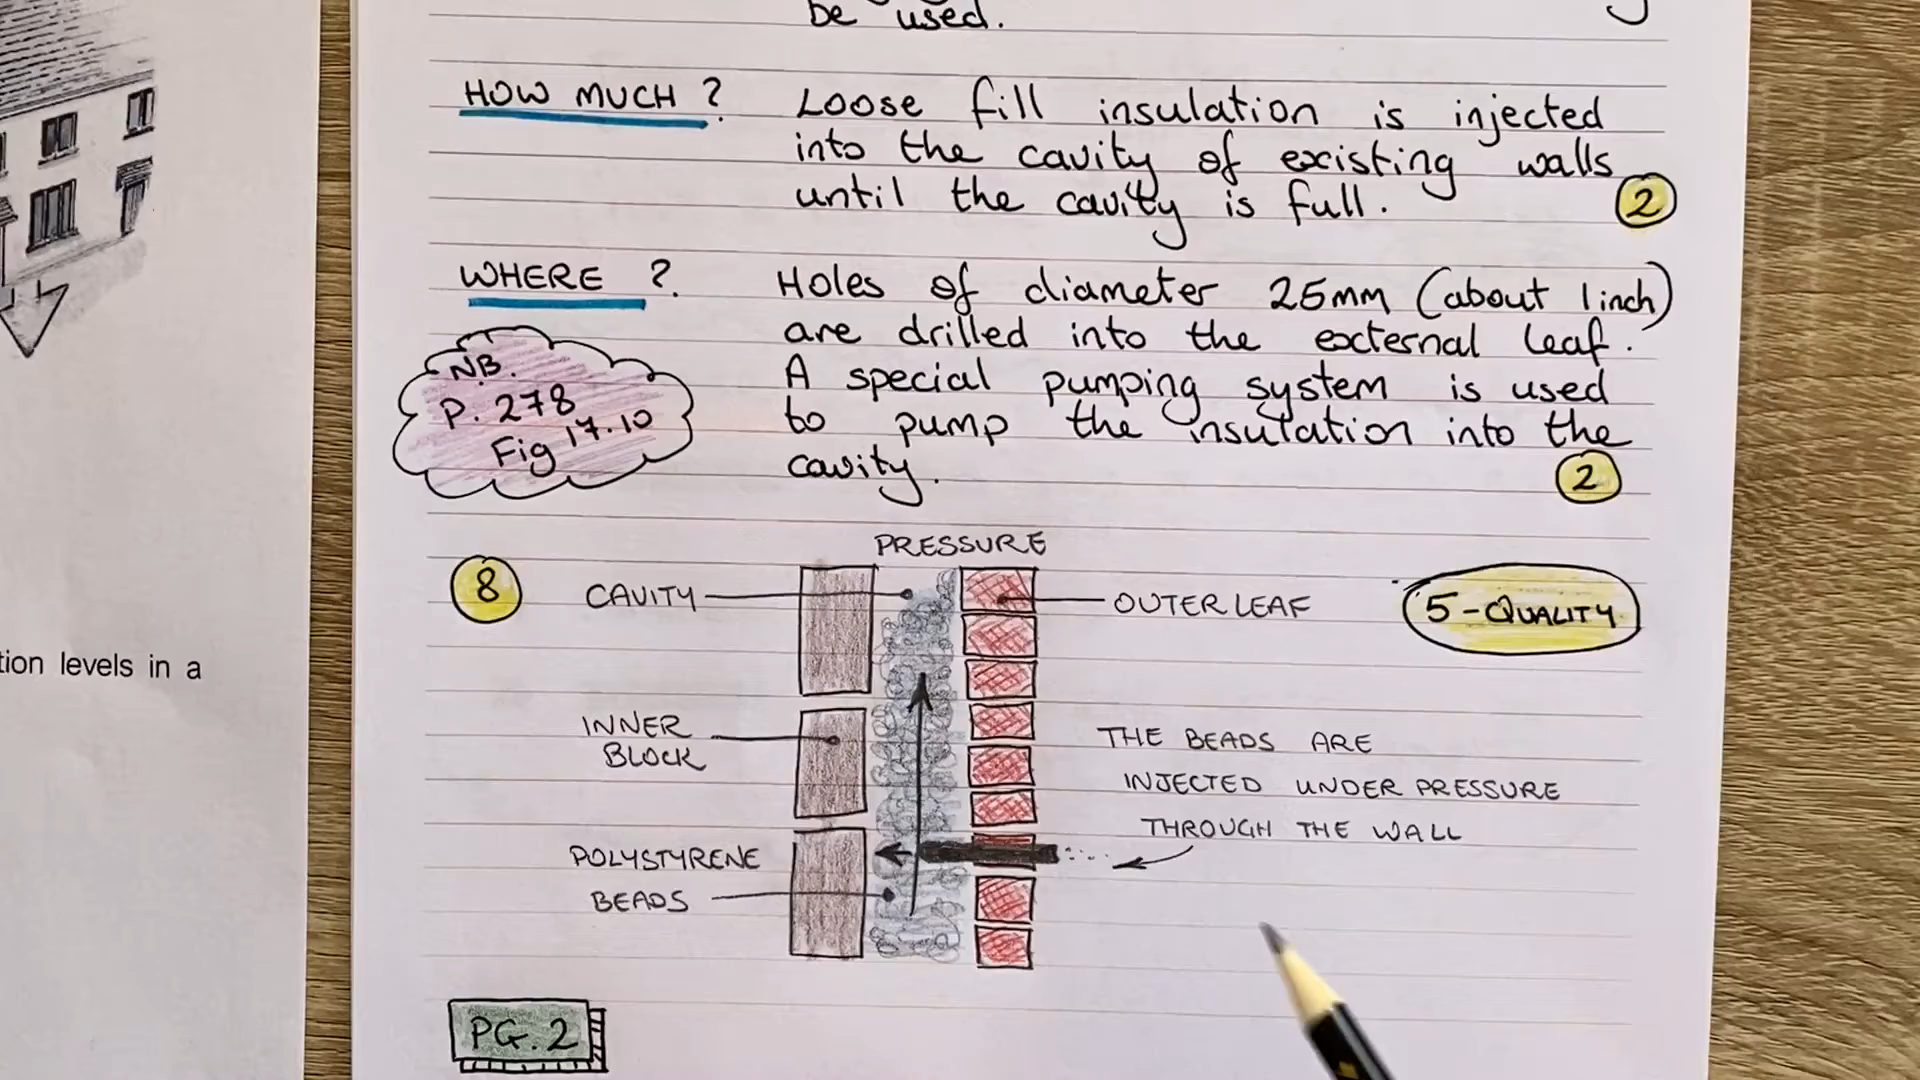 be used.
HOW MUCH? Loose fill insulation is injected
into the cavity of existing walls
until the cavity is full.
2
WHERE? Holes of diameter 25mm (about 1 inch)
are drilled into the external leaf.
A special pumping system is used
to pump the insulation into the
cavity.
2
N.B.
P. 278
Fig 17.10
8
PRESSURE
CAVITY
OUTER LEAF
5-QUALITY
INNER
BLOCK
THE BEADS ARE
INJECTED UNDER PRESSURE
THROUGH THE WALL
POLYSTYRENE
BEADS
PG. 2
tion levels in a